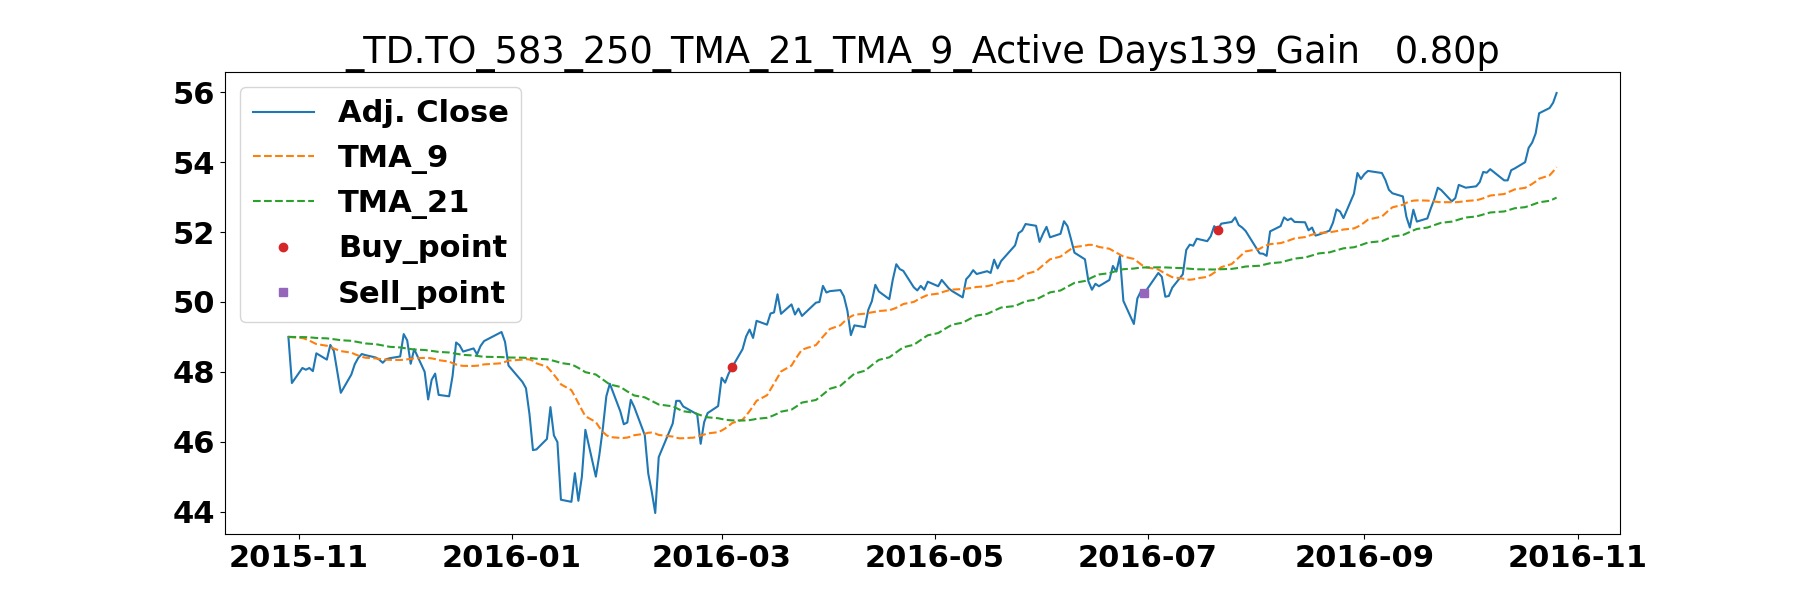 _TD.TO_583_250_TMA_21_TMA_9_Active Days139_Gain   0.80p
56
54
52
50
48
46
44
Adj. Close
TMA_9
TMA_21
Buy_point
Sell_point
2015-11 2016-01 2016-03 2016-05 2016-07 2016-09 2016-11